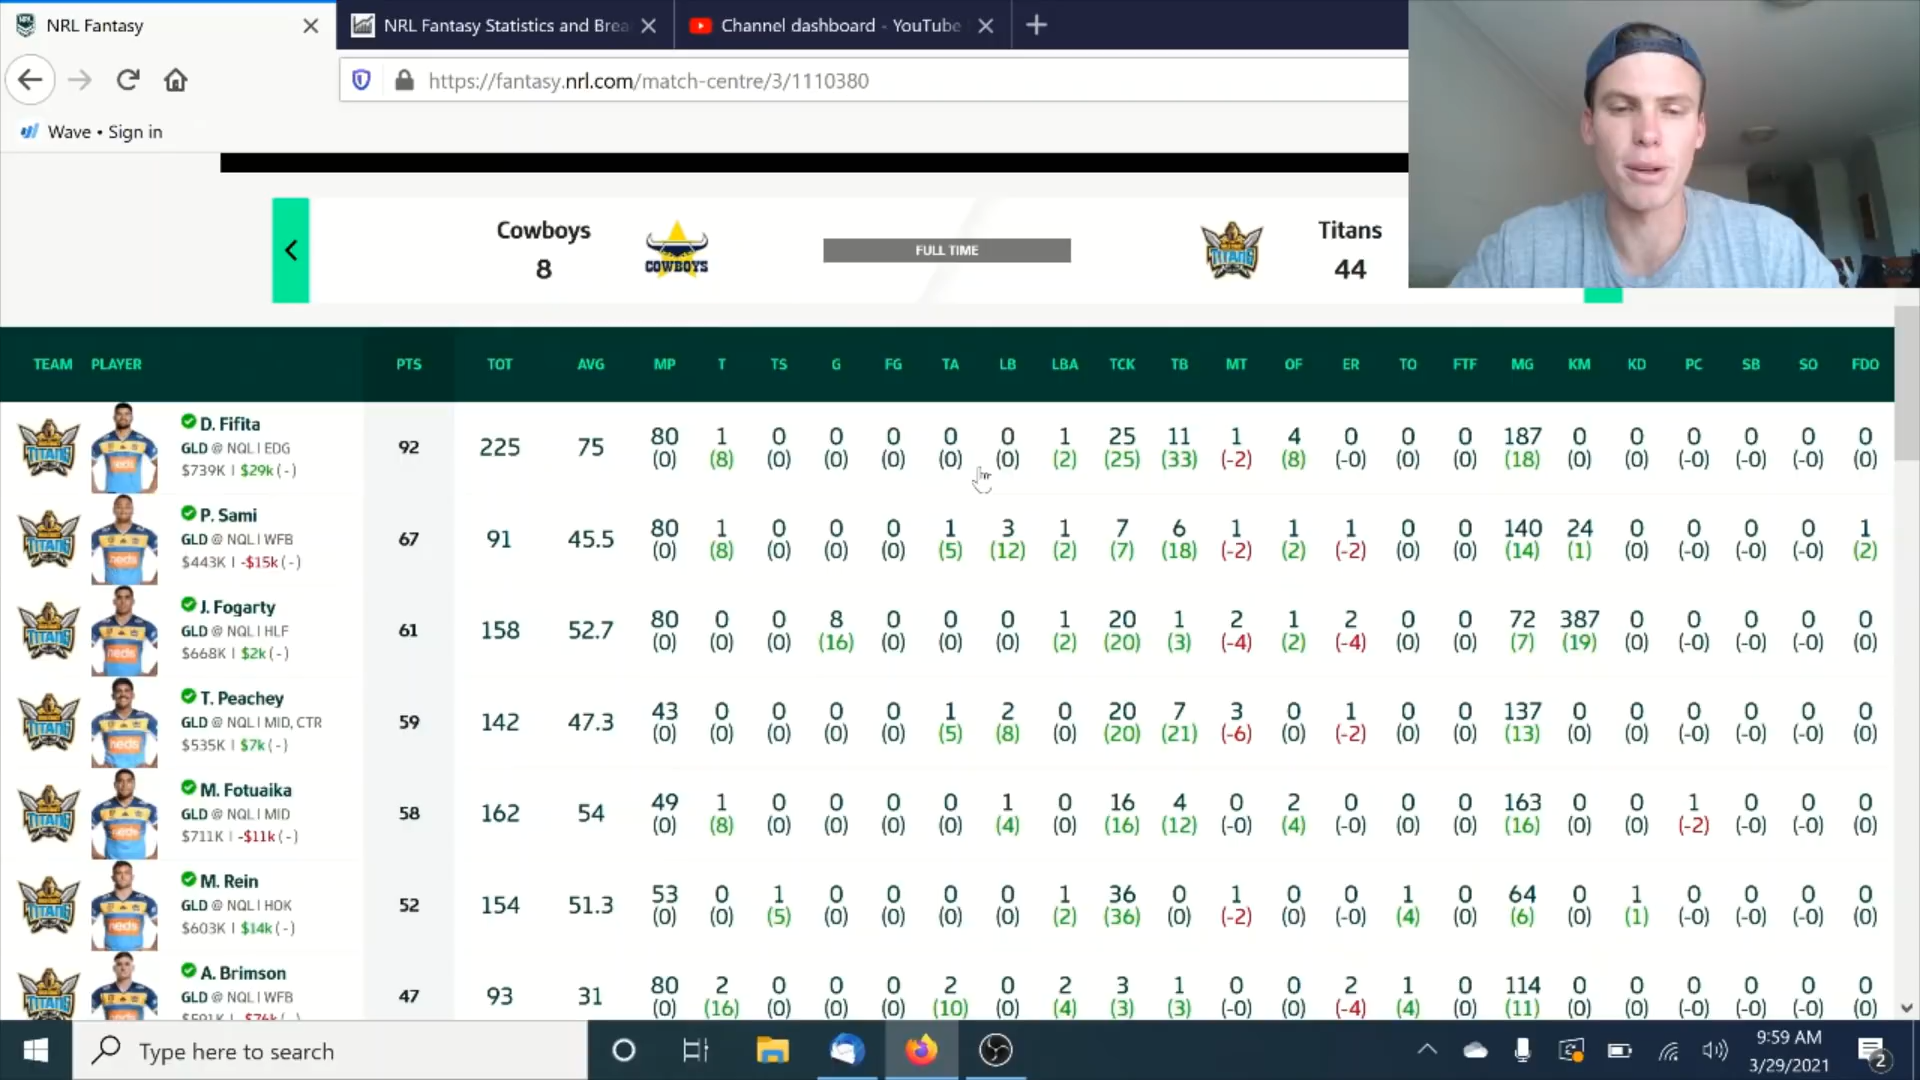 NRL Fantasy
NRL Fantasy Statistics and Brea
Channel dashboard - YouTube
https://fantasy.nrl.com/match-centre/3/1110380
Wave • Sign in
Cowboys
8
COWBOYS
FULL TIME
TITANS
Titans
44
TEAM PLAYER PTS TOT AVG MP T TS G FG TA LB LBA TCK TB MT OF ER TO FTF MG KM KD PC SB SO FDO
TITANS
neds
D. Fifita
GLD @ NQL | EDG
$739K | $29k (-)
92 225 75
80 1 0 0 0 0 0 1 25 11 1 4 0 0 0 187 0 0 0 0 0 0
(0) (8) (0) (0) (0) (0) (0) (2) (25) (33) (-2) (8) (-0) (0) (0) (18) (0) (0) (-0) (-0) (-0) (0)
TITANS
neds
P. Sami
GLD @ NQL | WFB
$443K | -$15k (-)
67 91 45.5
80 1 0 0 0 1 3 1 7 6 1 1 1 0 0 140 24 0 0 0 0 1
(0) (8) (0) (0) (0) (5) (12) (2) (7) (18) (-2) (2) (-2) (0) (0) (14) (1) (0) (-0) (-0) (-0) (2)
TITANS
neds
J. Fogarty
GLD @ NQL | HLF
$668K | $2k (-)
61 158 52.7
80 0 0 8 0 0 0 1 20 1 2 1 2 0 0 72 387 0 0 0 0 0
(0) (0) (0) (16) (0) (0) (0) (2) (20) (3) (-4) (2) (-4) (0) (0) (7) (19) (0) (-0) (-0) (-0) (0)
TITANS
neds
T. Peachey
GLD @ NQL | MID, CTR
$535K | $7k (-)
59 142 47.3
43 0 0 0 0 1 2 0 20 7 3 0 1 0 0 137 0 0 0 0 0 0
(0) (0) (0) (0) (0) (5) (8) (0) (20) (21) (-6) (0) (-2) (0) (0) (13) (0) (0) (-0) (-0) (-0) (0)
TITANS
neds
M. Fotuaika
GLD @ NQL | MID
$711K | -$11k (-)
58 162 54
49 1 0 0 0 0 1 0 16 4 0 2 0 0 0 163 0 0 1 0 0 0
(0) (8) (0) (0) (0) (0) (4) (0) (16) (12) (-0) (4) (-0) (0) (0) (16) (0) (0) (-2) (-0) (-0) (0)
TITANS
neds
M. Rein
GLD @ NQL | HOK
$603K | $14k (-)
52 154 51.3
53 0 1 0 0 0 0 1 36 0 1 0 0 1 0 64 0 1 0 0 0 0
(0) (0) (5) (0) (0) (0) (0) (2) (36) (0) (-2) (0) (-0) (4) (0) (6) (0) (1) (-0) (-0) (-0) (0)
TITANS
A. Brimson
GLD @ NQL | WFB
47 93 31
80 2 0 0 0 2 0 2 3 1 0 0 2 1 0 114 0 0 0 0 0 0
(0) (16) (0) (0) (0) (10) (0) (4) (3) (3) (-0) (0) (-4) (4) (0) (11) (0) (0) (-0) (-0) (-0) (0)
Type here to search
9:59 AM
3/29/2021
2